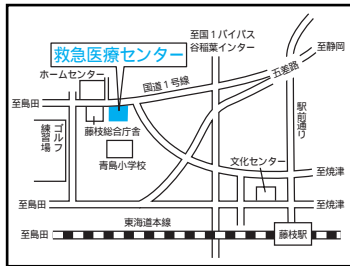 至国1バイパス
谷稲葉インター
至静岡
救急医療センター
ホームセンター
国道1号線
五差路
至島田
駅前通り
ゴルフ
練習場
藤枝総合庁舎
青島小学校
文化センター
至焼津
至島田
至焼津
東海道本線
至島田
藤枝駅
至焼津